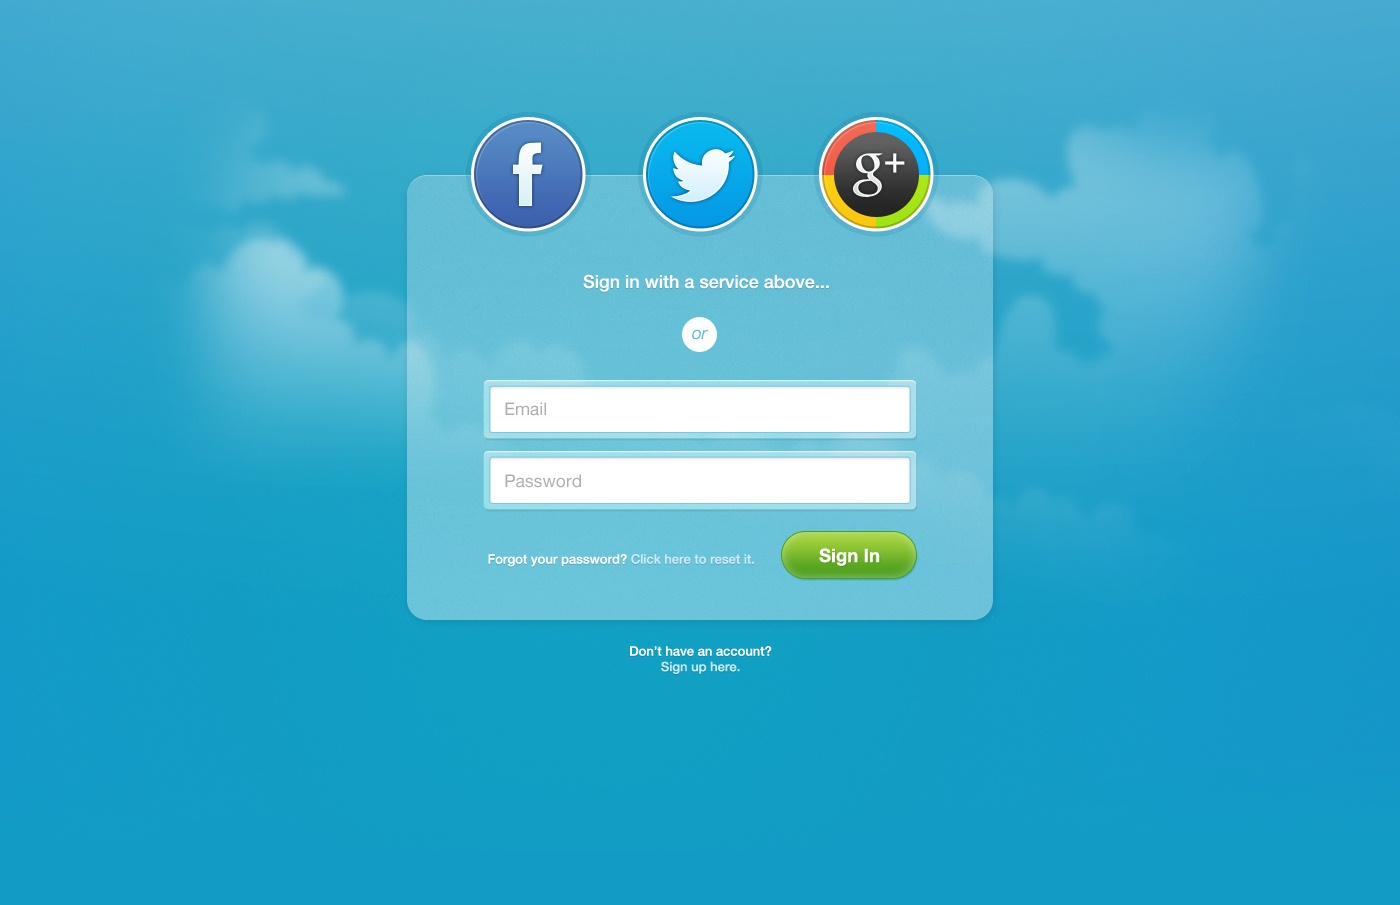 f
g+
Sign in with a service above...
or
Email
Password
Forgot your password? Click here to reset it.
Sign In
Don't have an account?
Sign up here.